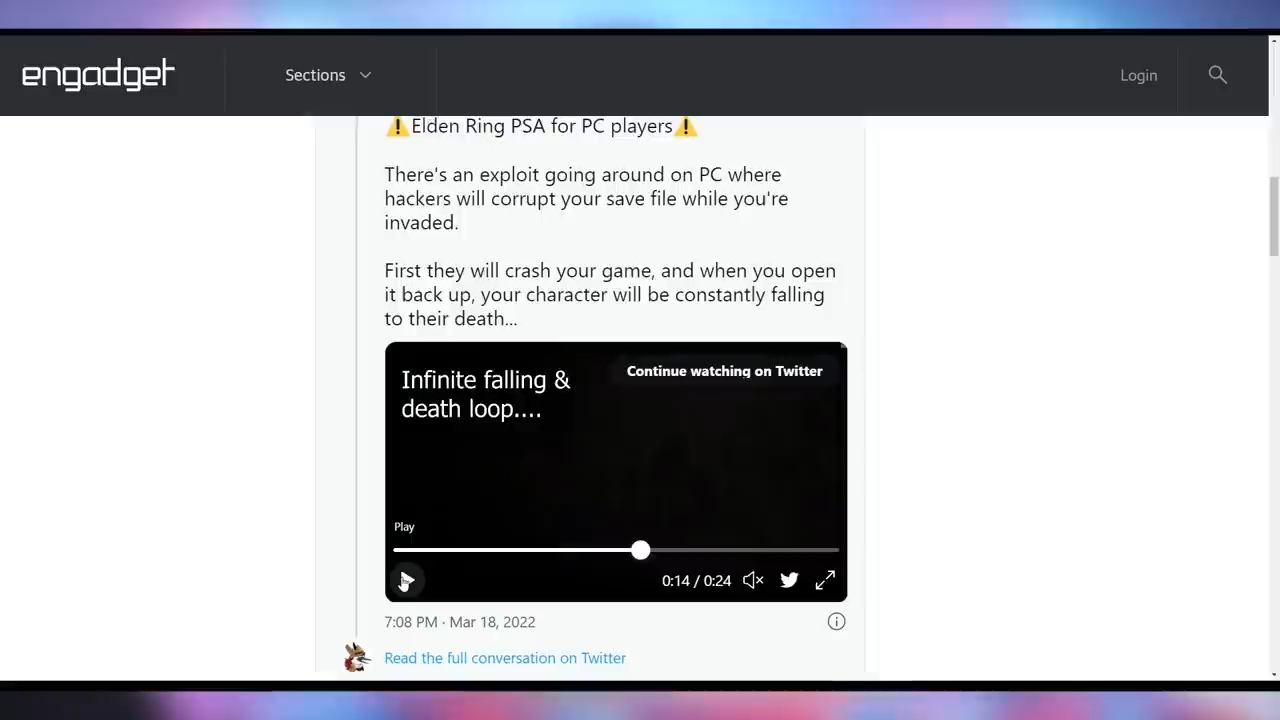 engadget
Sections
Login
⚠️Elden Ring PSA for PC players⚠️
There's an exploit going around on PC where
hackers will corrupt your save file while you're
invaded.
First they will crash your game, and when you open
it back up, your character will be constantly falling
to their death...
Infinite falling &
death loop....
Continue watching on Twitter
Play
0:14 / 0:24
7:08 PM · Mar 18, 2022
Read the full conversation on Twitter